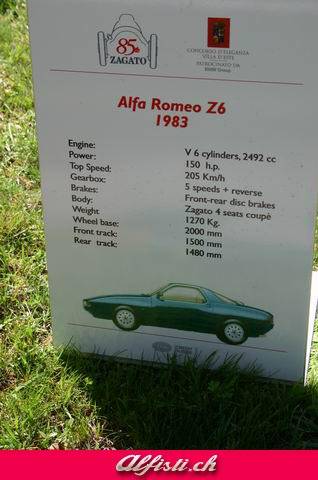 85
ZAGATO
CONCORSO D'ELEGANZA
VILLA D'ESTE
PATROCINATO DA
BMW Group
Alfa Romeo Z6
1983
Engine: V 6 cylinders, 2492 cc
Power: 150 h.p.
Top Speed: 205 Km/h
Gearbox: 5 speeds + reverse
Brakes: Front-rear disc brakes
Body: Zagato 4 seats coupè
Weight 1270 Kg.
Wheel base: 2000 mm
Front track: 1500 mm
Rear track: 1480 mm
alfisti.ch